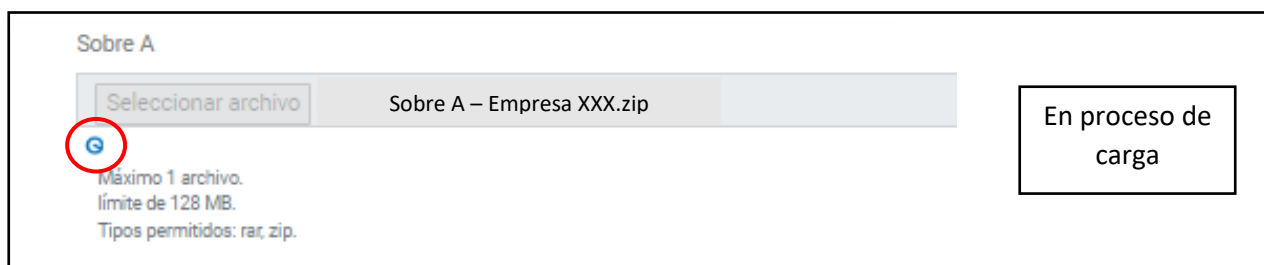 Sobre A
Seleccionar archivo Sobre A – Empresa XXX.zip
En proceso de
carga
Máximo 1 archivo.
límite de 128 MB.
Tipos permitidos: rar, zip.